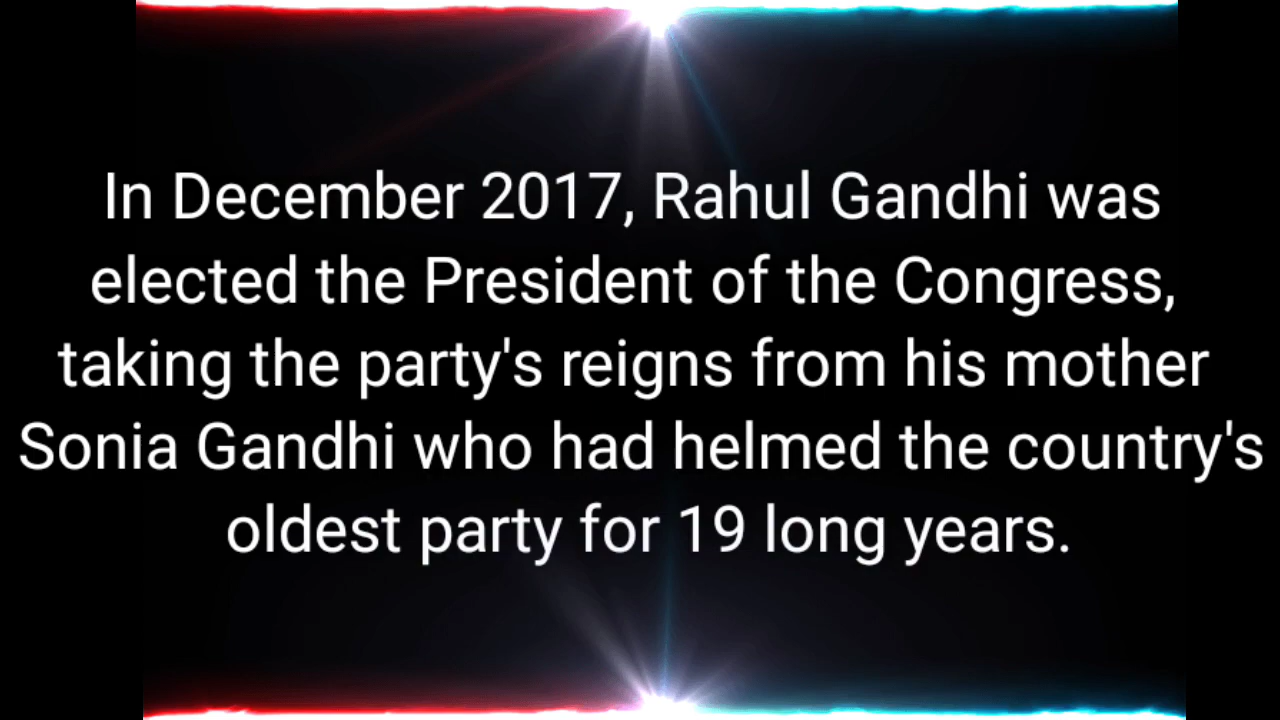 In December 2017, Rahul Gandhi was
elected the President of the Congress,
taking the party's reigns from his mother
Sonia Gandhi who had helmed the country's
oldest party for 19 long years.